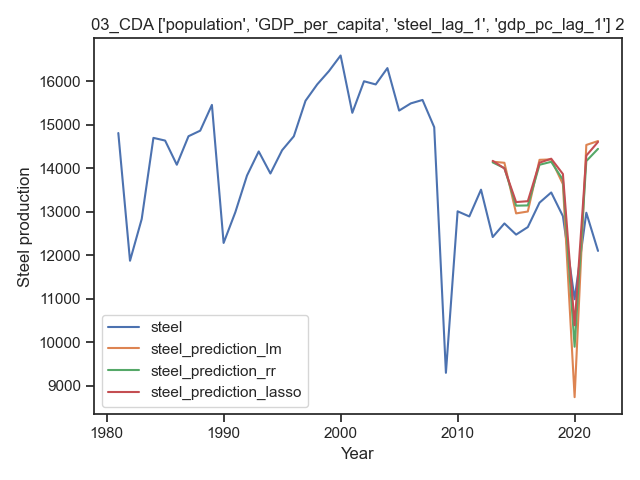 03_CDA ['population', 'GDP_per_capita', 'steel_lag_1', 'gdp_pc_lag_1'] 2
16000
15000
14000
13000
12000
11000
10000
9000
Steel production
steel
steel_prediction_lm
steel_prediction_rr
steel_prediction_lasso
1980
1990
2000
2010
2020
Year